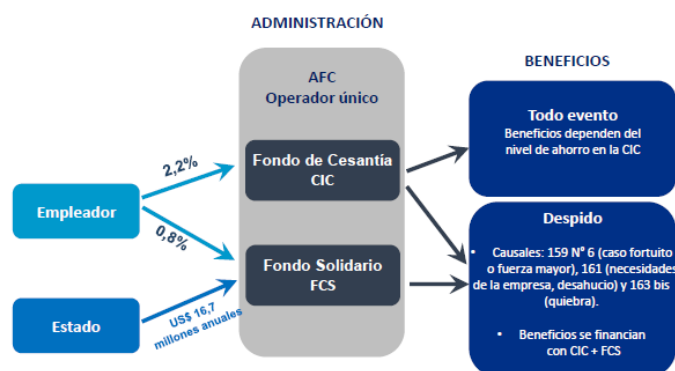 ADMINISTRACIÓN
BENEFICIOS
AFC
Operador único
Todo evento
Beneficios dependen del
nivel de ahorro en la CIC
2,2%
Fondo de Cesantía
CIC
Empleador
0,8%
Despido
• Causales: 159 N° 6 (caso fortuito
o fuerza mayor), 161 (necesidades
de la empresa, desahucio) y 163 bis
(quiebra).
Fondo Solidario
FCS
Estado
US$ 16,7
millones anuales
• Beneficios se financian
con CIC + FCS